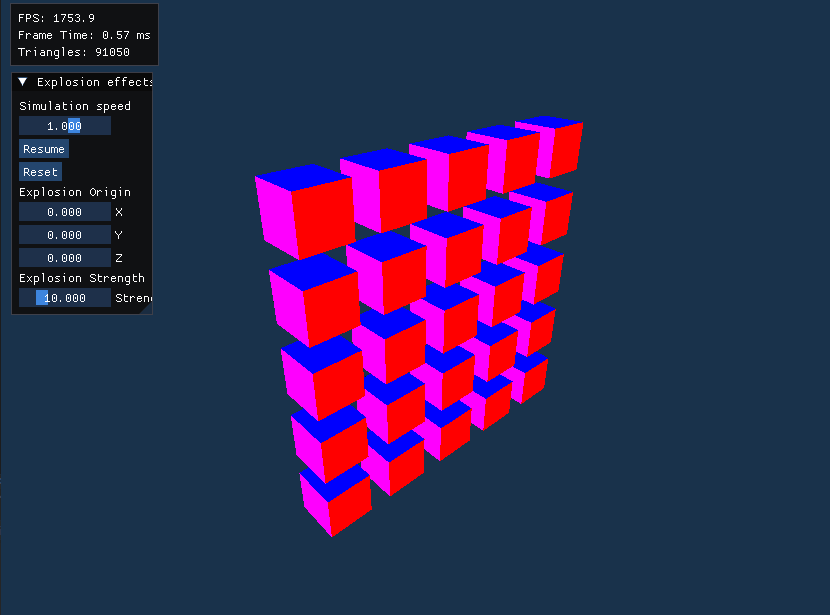 FPS: 1753.9
Frame Time: 0.57 ms
Triangles: 91050
Explosion effects
Simulation speed
1.000
Resume
Reset
Explosion Origin
0.000 X
0.000 Y
0.000 Z
Explosion Strength
10.000